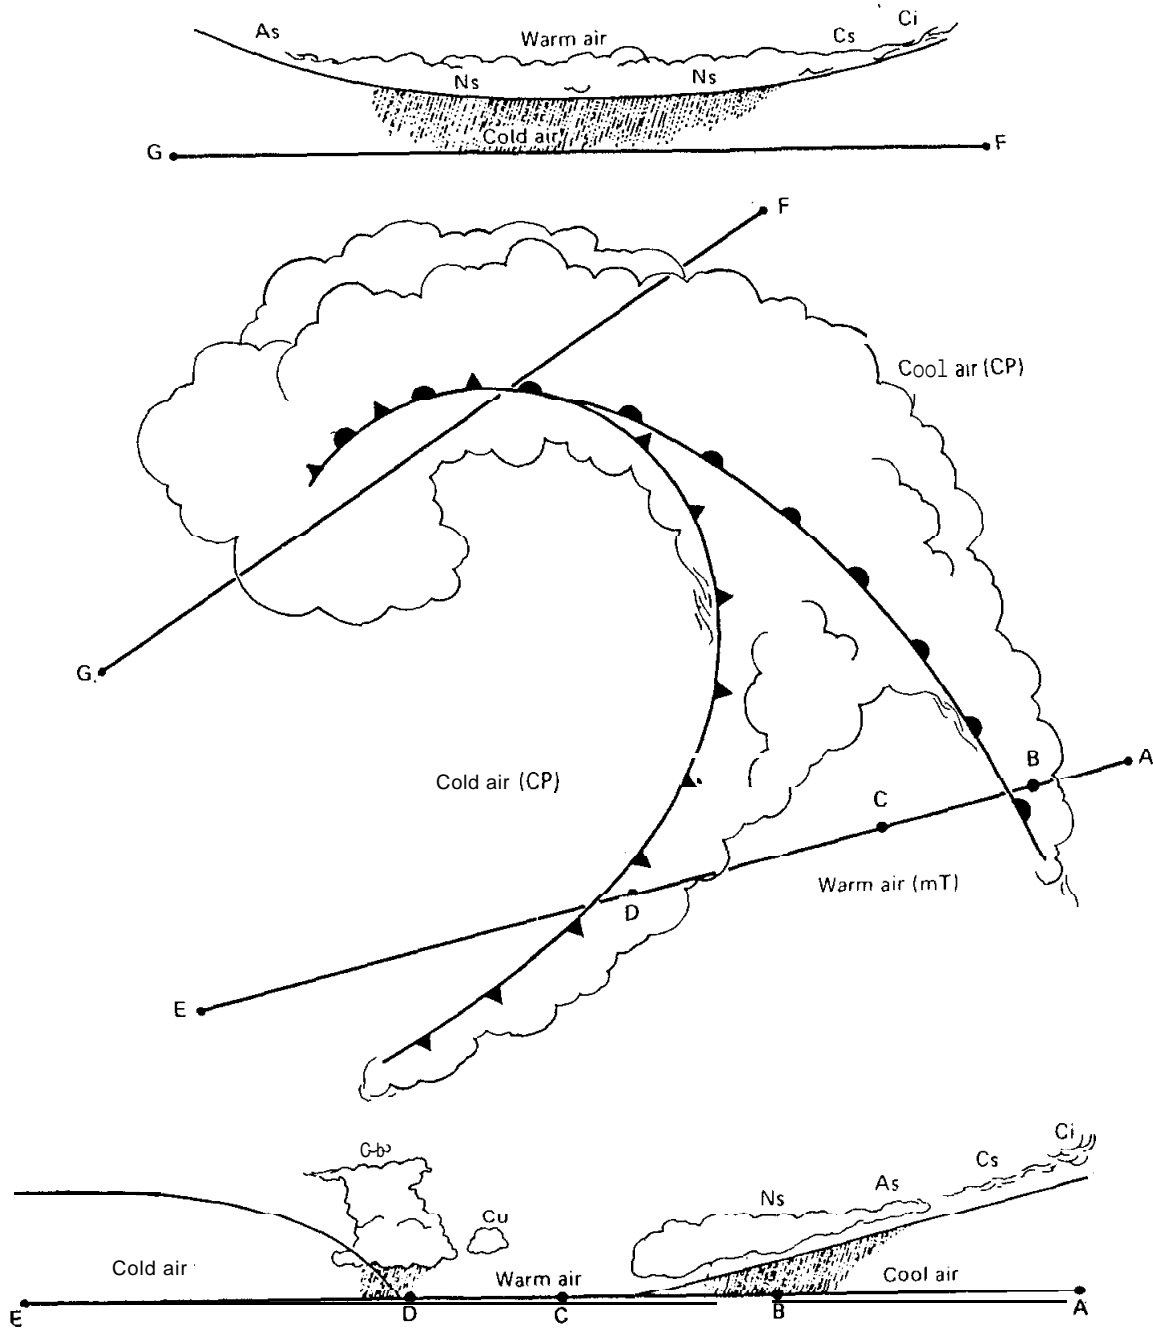 Ci
As
Warm air
Cs
Ns
Ns
Cold air
G
F
F
Cool air (CP)
G
Cold air (CP)
B
A
C
Warm air (mT)
D
E
Ci
Cb
Cs
As
Ns
Cu
Cold air
Warm air
Cool air
E
D
C
B
A